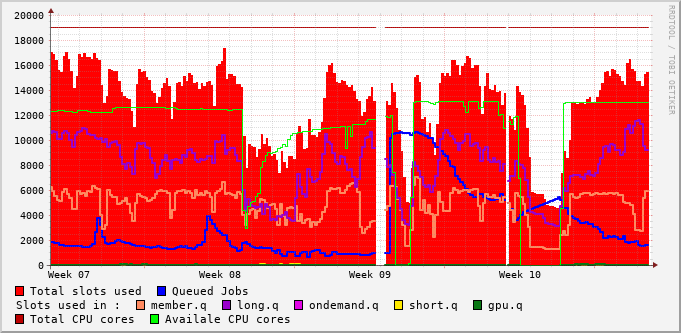 20000
18000
16000
14000
12000
10000
8000
6000
4000
2000
0
Week 07 Week 08 Week 09 Week 10
RRDTOOL / TOBI OETIKER
Total slots used Queued Jobs
Slots used in : member.q long.q ondemand.q short.q gpu.q
Total CPU cores Availale CPU cores